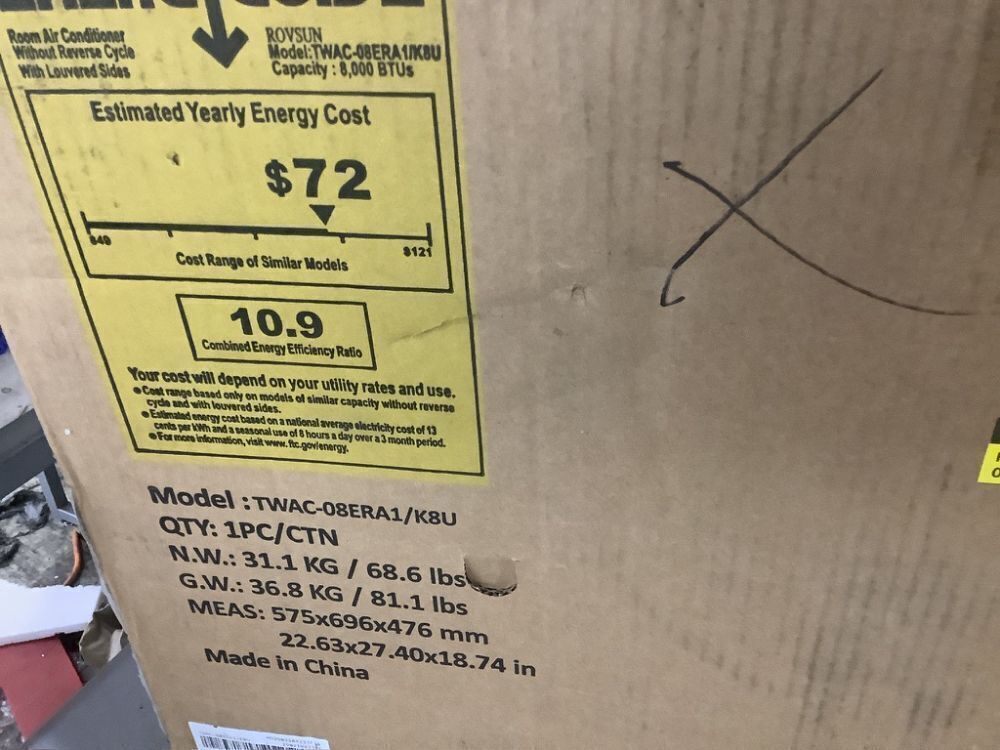 Room Air Conditioner
Without Reverse Cycle
With Louvered Sides
ROVSUN
Model:TWAC-08ERA1/K8U
Capacity : 8,000 BTUs
Estimated Yearly Energy Cost
$72
$49
$121
Cost Range of Similar Models
10.9
Combined Energy Efficiency Ratio
Your cost will depend on your utility rates and use.
● Cost range based only on models of similar capacity without reverse
cycle and with louvered sides.
● Estimated energy cost based on a national average electricity cost of 13
cents per kWh and a seasonal use of 8 hours a day over a 3 month period.
● For more information, visit www. ftc.gov/energy.
Model : TWAC-08ERA1/K8U
QTY: 1PC/CTN
N.W.: 31.1 KG / 68.6 lbs
G.W.: 36.8 KG / 81.1 lbs
MEAS: 575x696x476 mm
22.63x27.40x18.74 in
Made in China